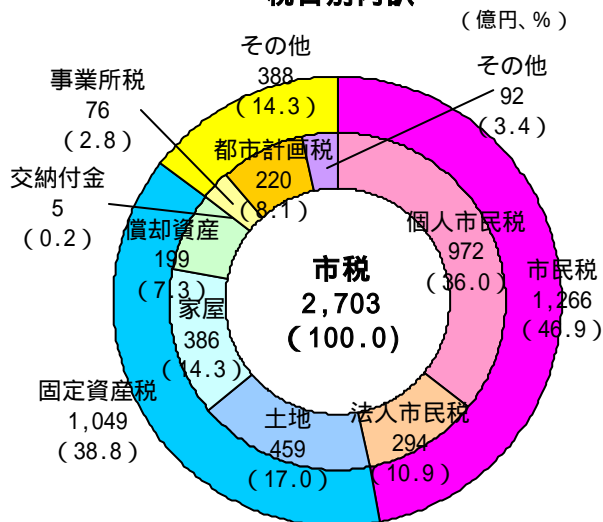 税目別内訳
(億円、%)
その他
388
(14.3)
その他
92
(3.4)
事業所税
76
(2.8)
都市計画税
220
(8.1)
交納付金
5
(0.2)
償却資産
199
(7.3)
個人市民税
972
(36.0)
市民税
1,266
(46.9)
市税
2,703
(100.0)
家屋
386
(14.3)
固定資産税
1,049
(38.8)
土地
459
(17.0)
法人市民税
294
(10.9)